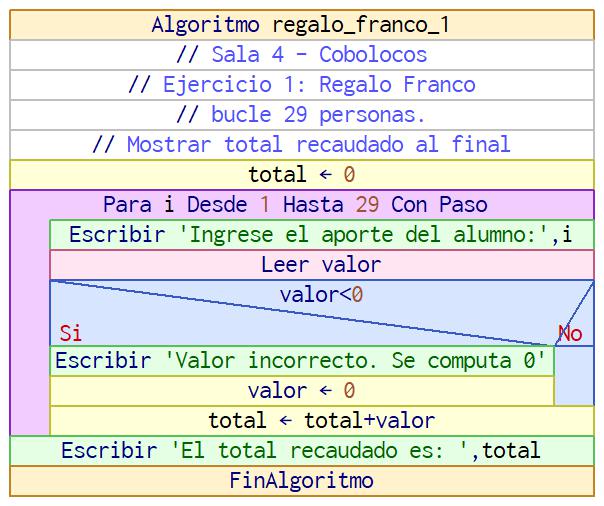 Algoritmo regalo_franco_1
// Sala 4 - Cobolocos
// Ejercicio 1: Regalo Franco
// bucle 29 personas.
// Mostrar total recaudado al final
total ← 0
Para i Desde 1 Hasta 29 Con Paso
Escribir 'Ingrese el aporte del alumno:',i
Leer valor
valor<0
Si No
Escribir 'Valor incorrecto. Se computa 0'
valor ← 0
total ← total+valor
Escribir 'El total recaudado es: ',total
FinAlgoritmo